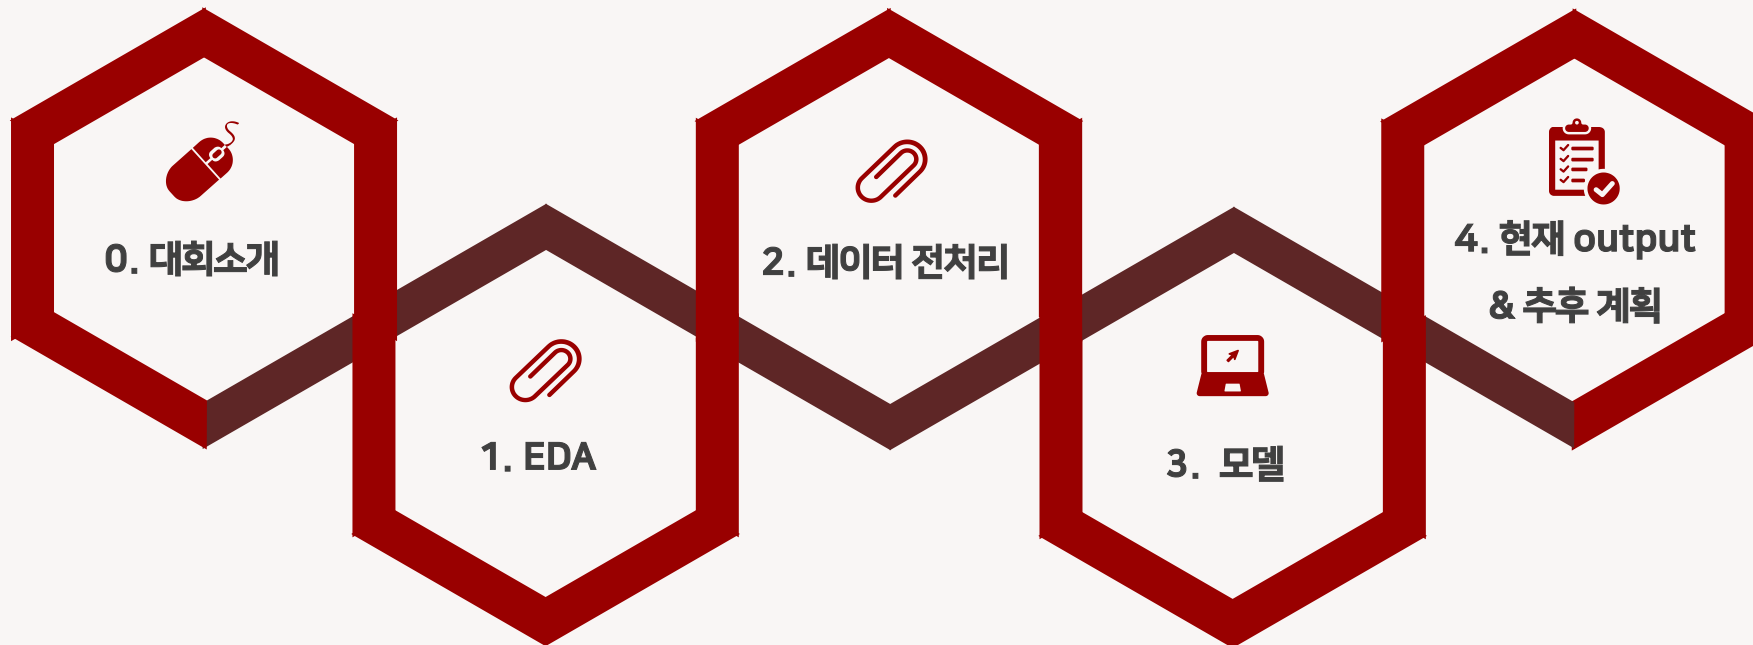 0. 대회소개
1. EDA
2. 데이터 전처리
3. 모델
4. 현재 output
& 추후 계획